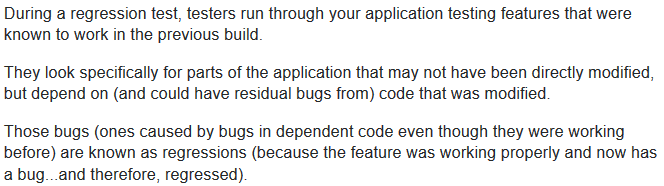 During a regression test, testers run through your application testing features that were
known to work in the previous build.
They look specifically for parts of the application that may not have been directly modified,
but depend on (and could have residual bugs from) code that was modified.
Those bugs (ones caused by bugs in dependent code even though they were working
before) are known as regressions (because the feature was working properly and now has
a bug...and therefore, regressed).